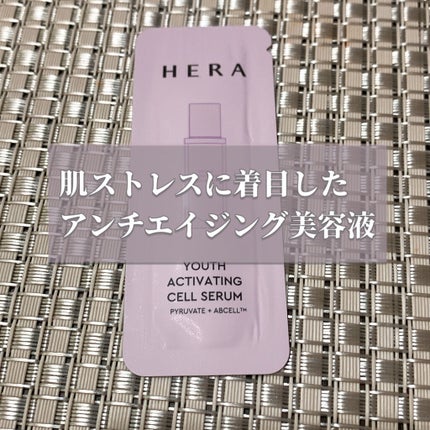 HERA
肌ストレスに着目した
アンチエイジング美容液
YOUTH
ACTIVATING
CELL SERUM
PYRUVATE + ABCELL™